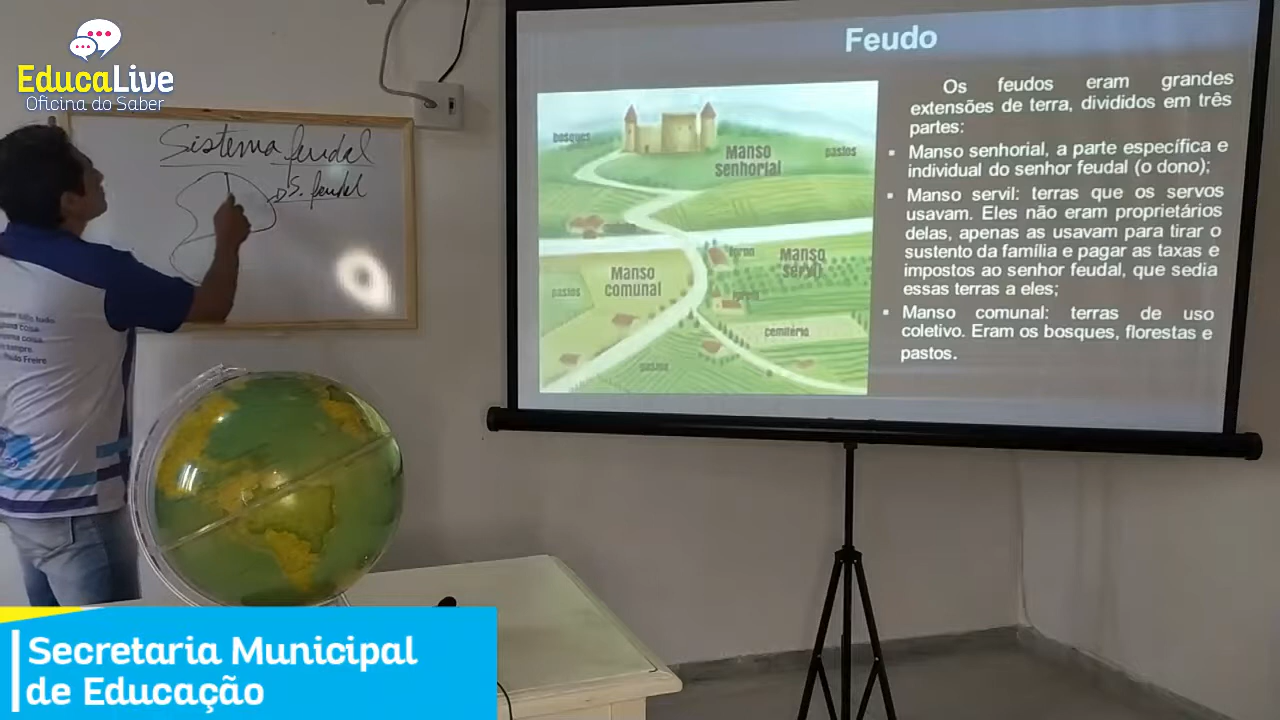 EducaLive
Oficina do Saber
Sistema feudal
S. feudal
Paulo Freire
Feudo
bosques
Manso
senhorial
pastos
Manso
comunal
pastos
Manso
servil
cemitério
Os feudos eram grandes
extensões de terra, divididos em três
partes:
▪ Manso senhorial, a parte específica e
individual do senhor feudal (o dono);
▪ Manso servil: terras que os servos
usavam. Eles não eram proprietários
delas, apenas as usavam para tirar o
sustento da família e pagar as taxas e
impostos ao senhor feudal, que sedia
essas terras a eles;
▪ Manso comunal: terras de uso
coletivo. Eram os bosques, florestas e
pastos.
Secretaria Municipal
de Educação